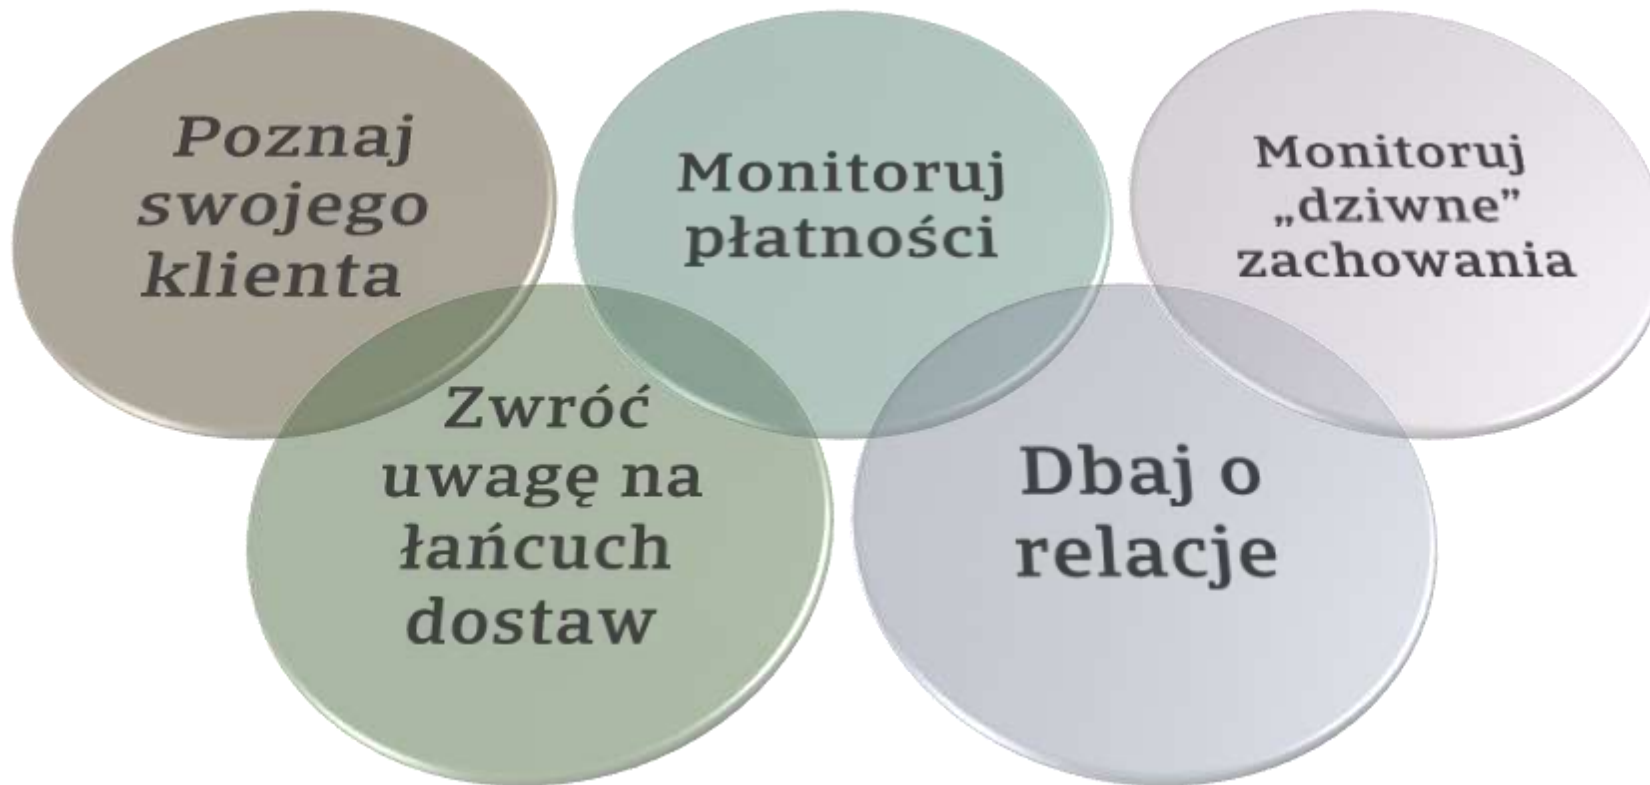 Poznaj
swojego
klienta
Zwróć
uwagę na
łańcuch
dostaw
Monitoruj
płatności
Dbaj o
relacje
Monitoruj
„dziwne”
zachowania